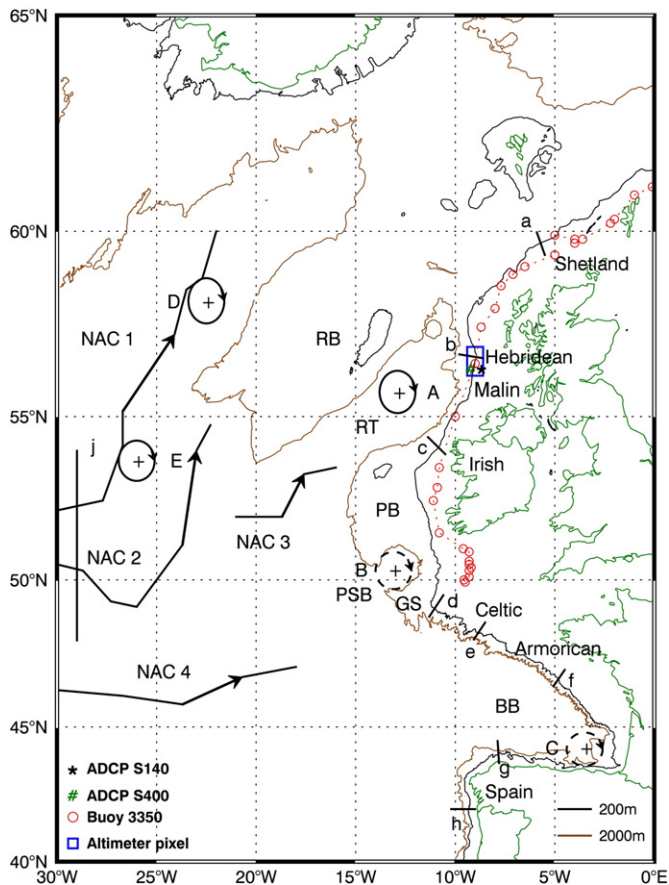 65°N
60°N
55°N
50°N
45°N
40°N
30°W
25°W
20°W
15°W
10°W
5°W
0°E
a
Shetland
D
NAC 1
RB
b
Hebridean
Malin
A
RT
j
E
c
Irish
NAC 2
PB
NAC 3
B
PSB
GS
d
Celtic
e
Armorican
NAC 4
f
BB
C
g
Spain
h
* ADCP S140
# ADCP S400
Buoy 3350
Altimeter pixel
200m
2000m